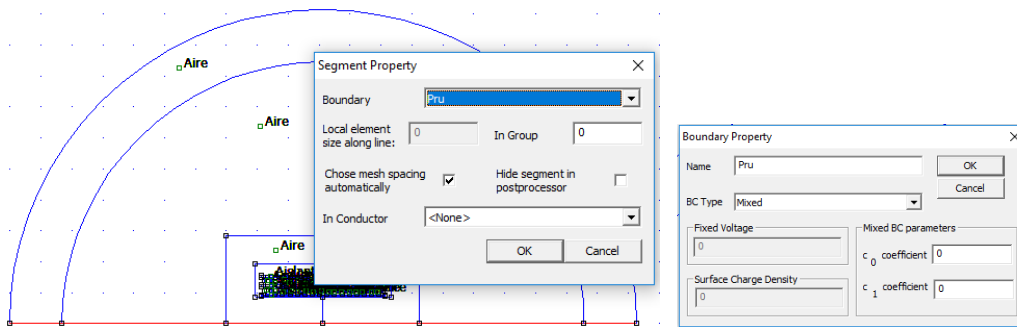 Aire
Aire
Aire
Segment Property
Boundary
Pru
Local element
size along line:
0
In Group
0
Chose mesh spacing
automatically
Hide segment in
postprocessor
In Conductor
<None>
OK
Cancel
Boundary Property
Name
Pru
OK
Cancel
BC Type
Mixed
Fixed Voltage
0
Surface Charge Density
0
Mixed BC parameters
c 0 coefficient
0
c 1 coefficient
0